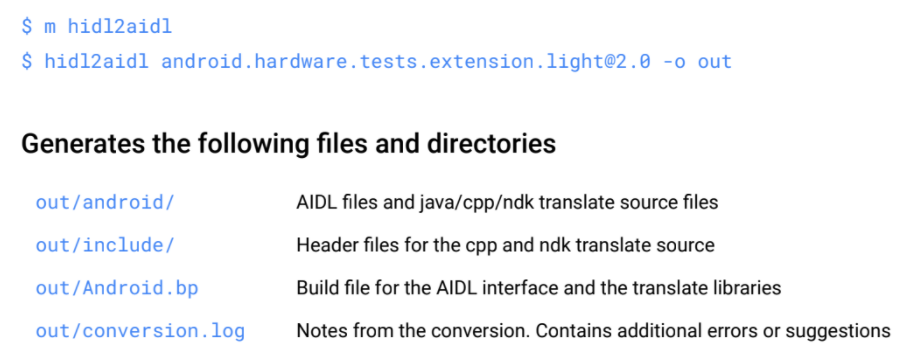 $ m hidl2aidl
$ hidl2aidl android.hardware.tests.extension.light@2.0 -o out
Generates the following files and directories
out/android/ AIDL files and java/cpp/ndk translate source files
out/include/ Header files for the cpp and ndk translate source
out/Android.bp Build file for the AIDL interface and the translate libraries
out/conversion.log Notes from the conversion. Contains additional errors or suggestions